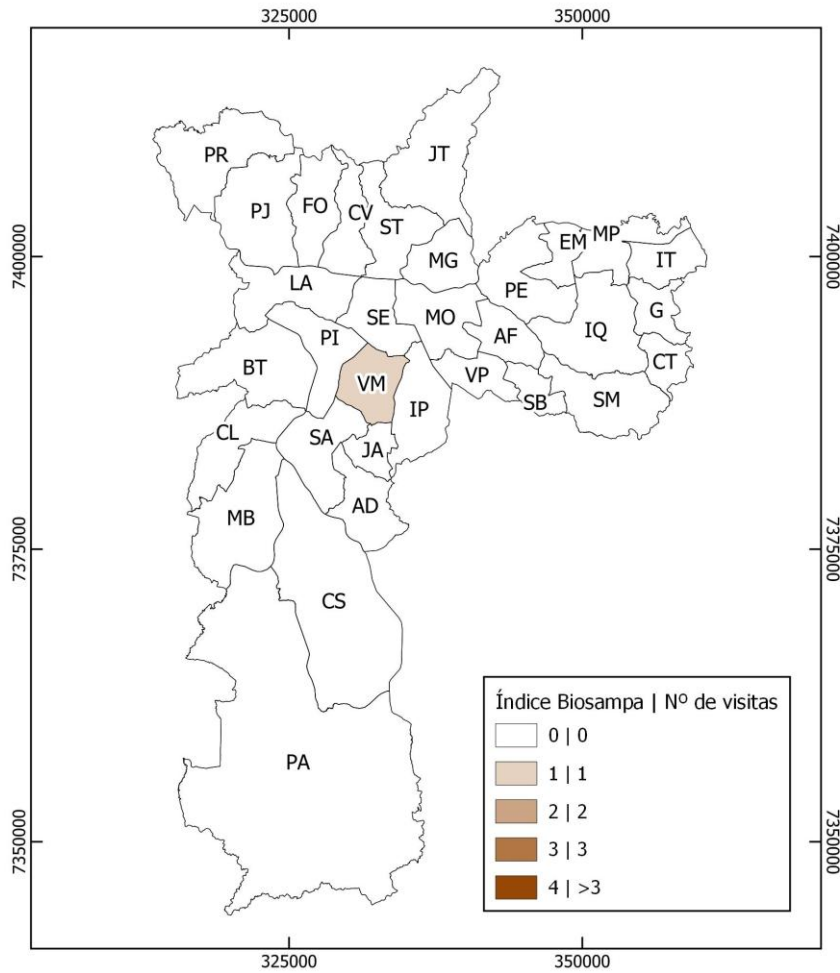 325000 350000
PR
JT
PJ
FO
CV
ST
EM
MP
7400000
7400000
MG
IT
LA
PE
SE
MO
G
PI
AF
IQ
BT
VM
VP
CT
IP
SB
SM
CL
SA
JA
MB
AD
7375000
7375000
CS
Índice Biosampa | Nº de visitas
0 | 0
PA
1 | 1
2 | 2
3 | 3
4 | >3
7350000
7350000
325000 350000